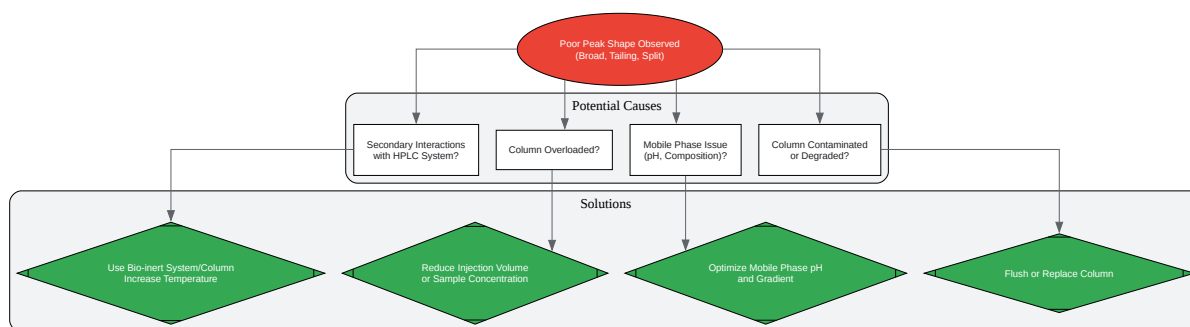 Poor Peak Shape Observed
(Broad, Tailing, Split)
Potential Causes
Secondary Interactions
with HPLC System?
Column Overloaded?
Mobile Phase Issue
(pH, Composition)?
Column Contaminated
or Degraded?
Solutions
Use Bio-inert System/Column
Increase Temperature
Reduce Injection Volume
or Sample Concentration
Optimize Mobile Phase pH
and Gradient
Flush or Replace Column